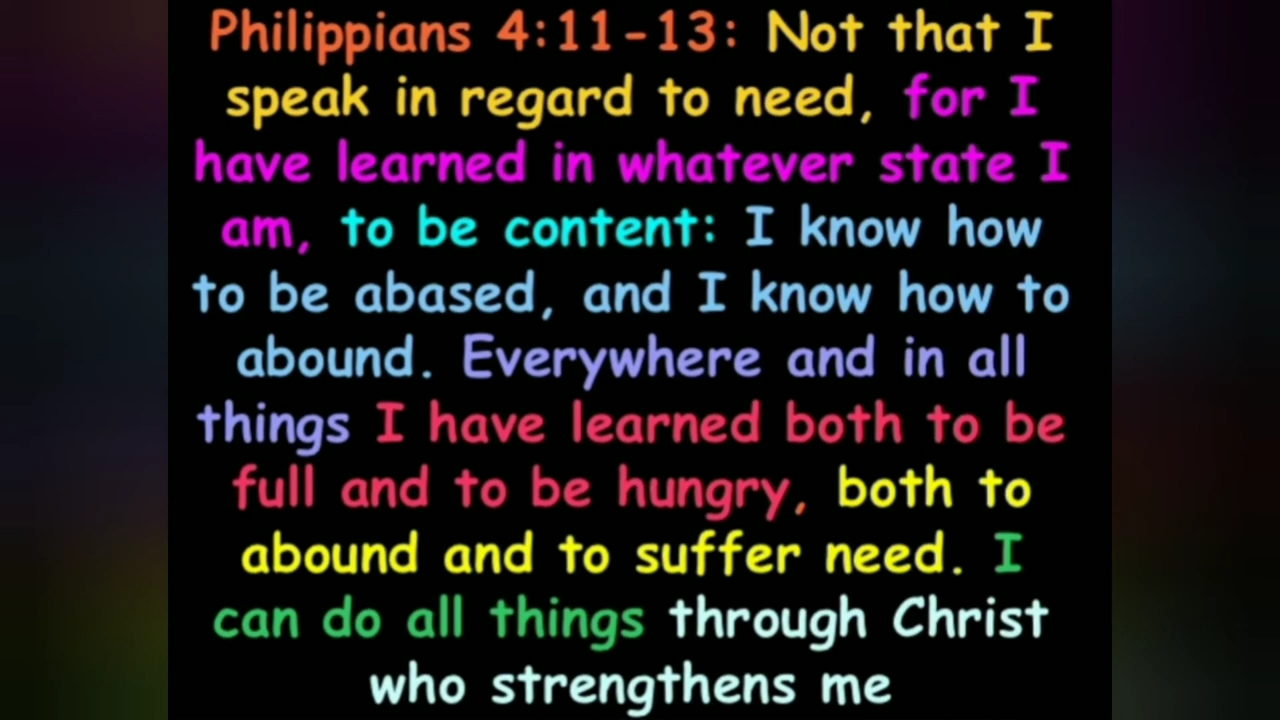 Philippians 4:11-13: Not that I
speak in regard to need, for I
have learned in whatever state I
am, to be content: I know how
to be abased, and I know how to
abound. Everywhere and in all
things I have learned both to be
full and to be hungry, both to
abound and to suffer need. I
can do all things through Christ
who strengthens me